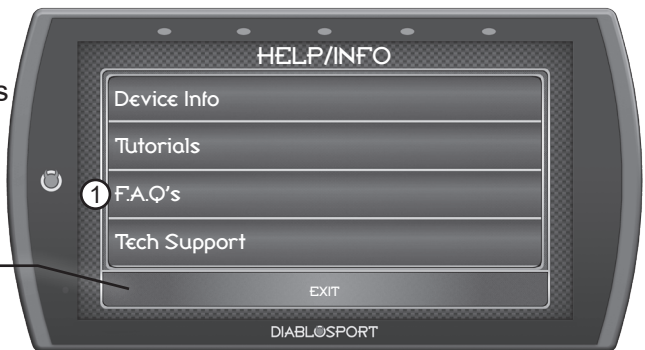 HELP/INFO
s
Device Info
Tutorials
1
F.A.Q's
Tech Support
EXIT
DIABLOSPORT